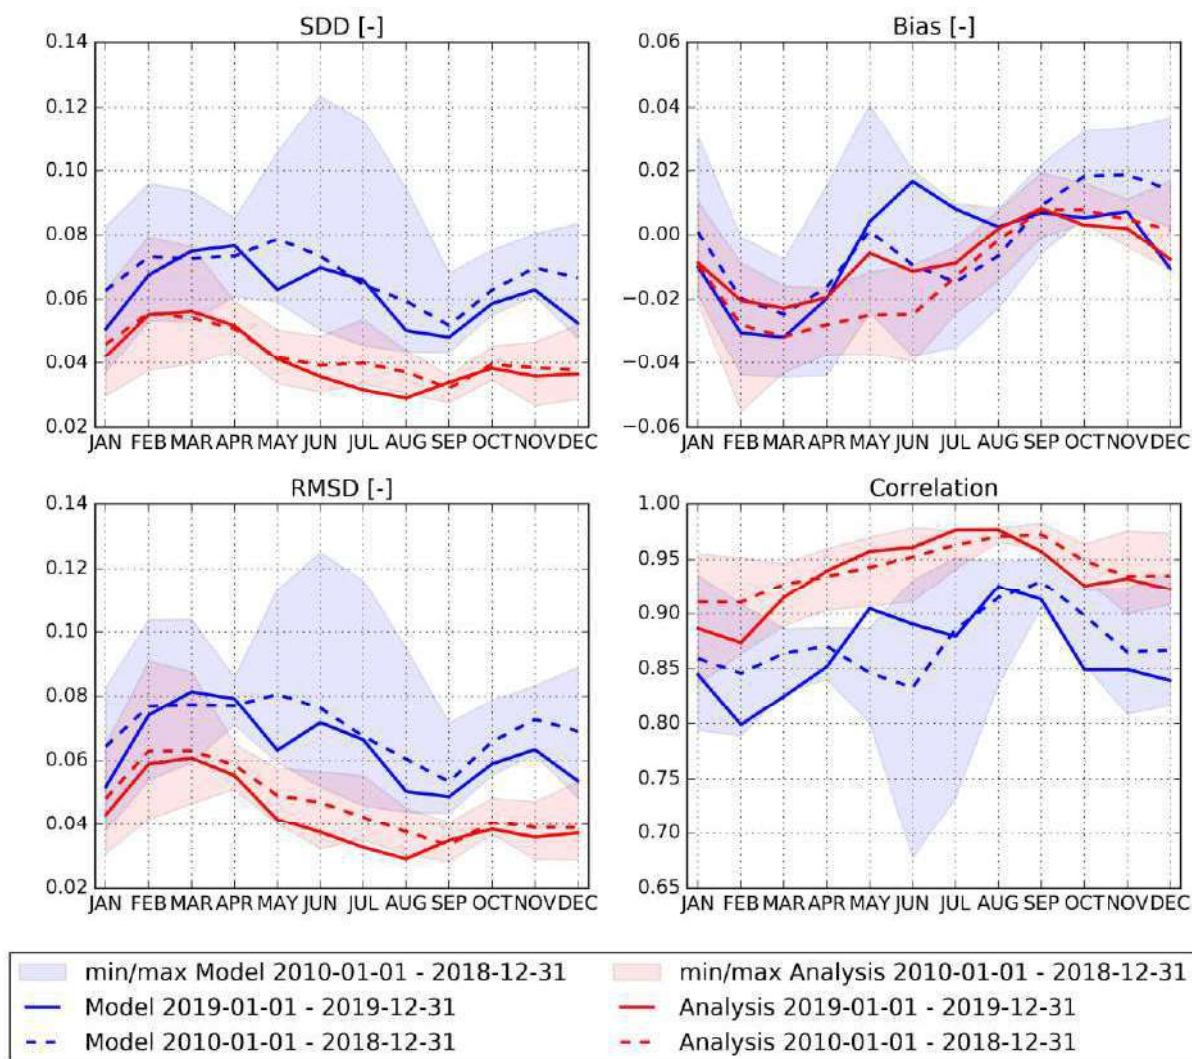 SDD [-]
0.14
0.12
0.10
0.08
0.06
0.04
0.02
JAN FEB MAR APR MAY JUN JUL AUG SEP OCT NOV DEC
Bias [-]
0.06
0.04
0.02
0.00
−0.02
−0.04
−0.06
JAN FEB MAR APR MAY JUN JUL AUG SEP OCT NOV DEC
RMSD [-]
0.14
0.12
0.10
0.08
0.06
0.04
0.02
JAN FEB MAR APR MAY JUN JUL AUG SEP OCT NOV DEC
Correlation
1.00
0.95
0.90
0.85
0.80
0.75
0.70
0.65
JAN FEB MAR APR MAY JUN JUL AUG SEP OCT NOV DEC
min/max Model 2010-01-01 - 2018-12-31
Model 2019-01-01 - 2019-12-31
Model 2010-01-01 - 2018-12-31
min/max Analysis 2010-01-01 - 2018-12-31
Analysis 2019-01-01 - 2019-12-31
Analysis 2010-01-01 - 2018-12-31